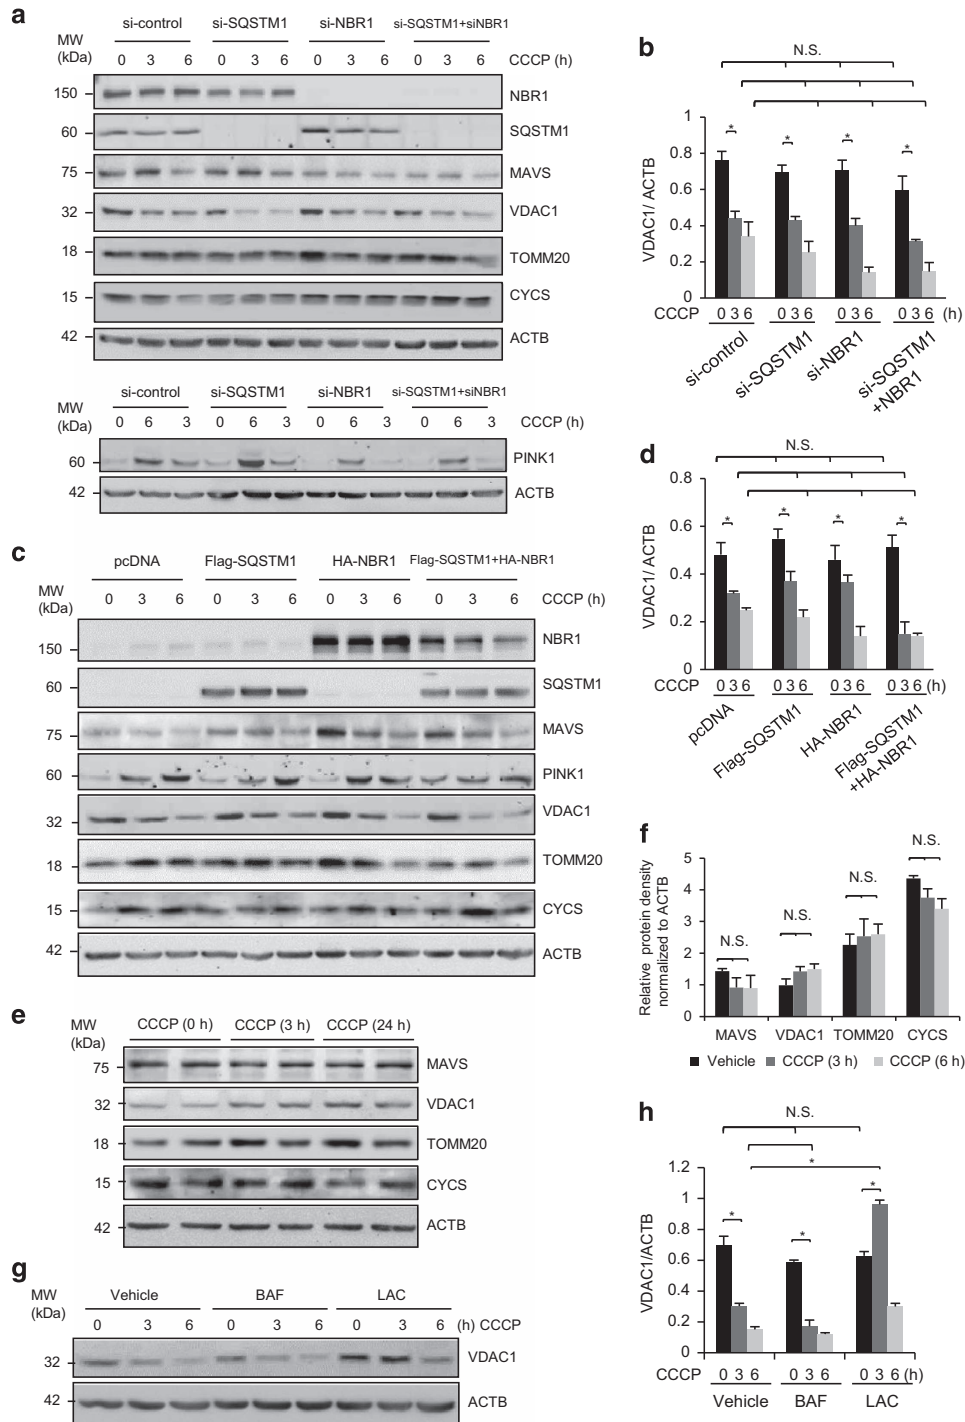 a
si-control si-SQSTM1 si-NBR1 si-SQSTM1+siNBR1
MW
(kDa)
0 3 6 0 3 6 0 3 6 0 3 6 CCCP (h)
150 NBR1
60 SQSTM1
75 MAVS
32 VDAC1
18 TOMM20
15 CYCS
42 ACTB
si-control si-SQSTM1 si-NBR1 si-SQSTM1+siNBR1
MW
(kDa)
0 6 3 0 6 3 0 6 3 0 6 3 CCCP (h)
60 PINK1
42 ACTB
b
N.S.
* * * *
VDAC1/ ACTB
1
0.8
0.6
0.4
0.2
0
CCCP 0 3 6 0 3 6 0 3 6 0 3 6 (h)
si-control
si-SQSTM1
si-NBR1
si-SQSTM1
+NBR1
c
pcDNA Flag-SQSTM1 HA-NBR1 Flag-SQSTM1+HA-NBR1
MW
(kDa)
0 3 6 0 3 6 0 3 6 0 3 6 CCCP (h)
150 NBR1
60 SQSTM1
75 MAVS
60 PINK1
32 VDAC1
18 TOMM20
15 CYCS
42 ACTB
d
N.S.
* * * *
VDAC1/ ACTB
0.8
0.6
0.4
0.2
0
CCCP 0 3 6 0 3 6 0 3 6 0 3 6 (h)
pcDNA
Flag-SQSTM1
HA-NBR1
Flag-SQSTM1
+HA-NBR1
e
MW
(kDa)
CCCP (0 h) CCCP (3 h) CCCP (24 h)
75 MAVS
32 VDAC1
18 TOMM20
15 CYCS
42 ACTB
f
Relative protein density
normalized to ACTB
5
4
3
2
1
0
N.S. N.S. N.S. N.S.
MAVS VDAC1 TOMM20 CYCS
Vehicle CCCP (3 h) CCCP (6 h)
g
MW
(kDa)
Vehicle BAF LAC
0 3 6 0 3 6 0 3 6 (h) CCCP
32 VDAC1
42 ACTB
h
N.S.
*
* * *
VDAC1/ACTB
1.2
1
0.8
0.6
0.4
0.2
0
CCCP 0 3 6 0 3 6 0 3 6 (h)
Vehicle BAF LAC